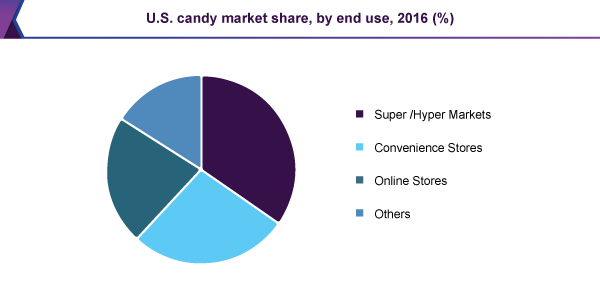 U.S. candy market share, by end use, 2016 (%)
Super /Hyper Markets
Convenience Stores
Online Stores
Others